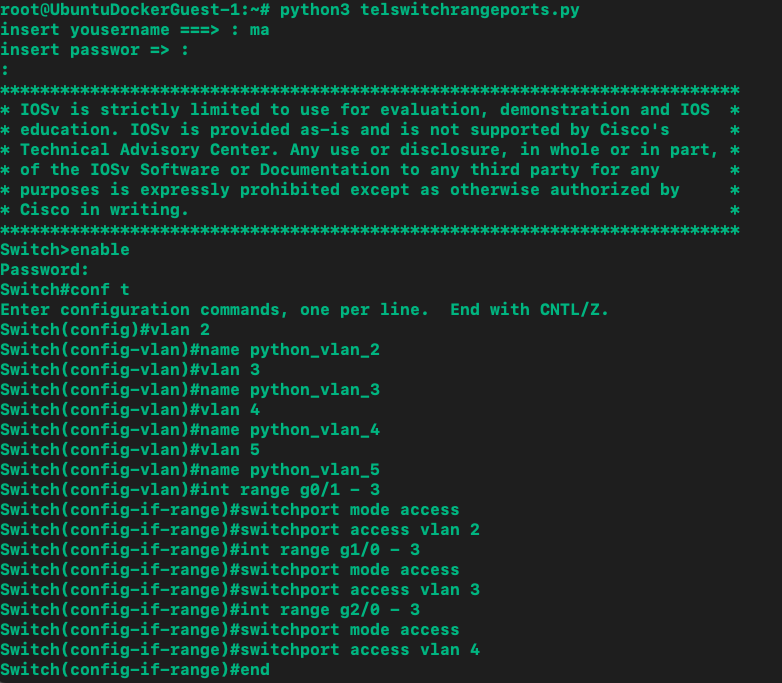 root@UbuntuDockerGuest-1:~# python3 telswitchrangeports.py
insert yousername ===> : ma
insert passwor => :
:
**************************************************************************
* IOSv is strictly limited to use for evaluation, demonstration and IOS  *
* education. IOSv is provided as-is and is not supported by Cisco's      *
* Technical Advisory Center. Any use or disclosure, in whole or in part, *
* of the IOSv Software or Documentation to any third party for any       *
* purposes is expressly prohibited except as otherwise authorized by     *
* Cisco in writing.                                                      *
**************************************************************************
Switch>enable
Password:
Switch#conf t
Enter configuration commands, one per line.  End with CNTL/Z.
Switch(config)#vlan 2
Switch(config-vlan)#name python_vlan_2
Switch(config-vlan)#vlan 3
Switch(config-vlan)#name python_vlan_3
Switch(config-vlan)#vlan 4
Switch(config-vlan)#name python_vlan_4
Switch(config-vlan)#vlan 5
Switch(config-vlan)#name python_vlan_5
Switch(config-vlan)#int range g0/1 - 3
Switch(config-if-range)#switchport mode access
Switch(config-if-range)#switchport access vlan 2
Switch(config-if-range)#int range g1/0 - 3
Switch(config-if-range)#switchport mode access
Switch(config-if-range)#switchport access vlan 3
Switch(config-if-range)#int range g2/0 - 3
Switch(config-if-range)#switchport mode access
Switch(config-if-range)#switchport access vlan 4
Switch(config-if-range)#end